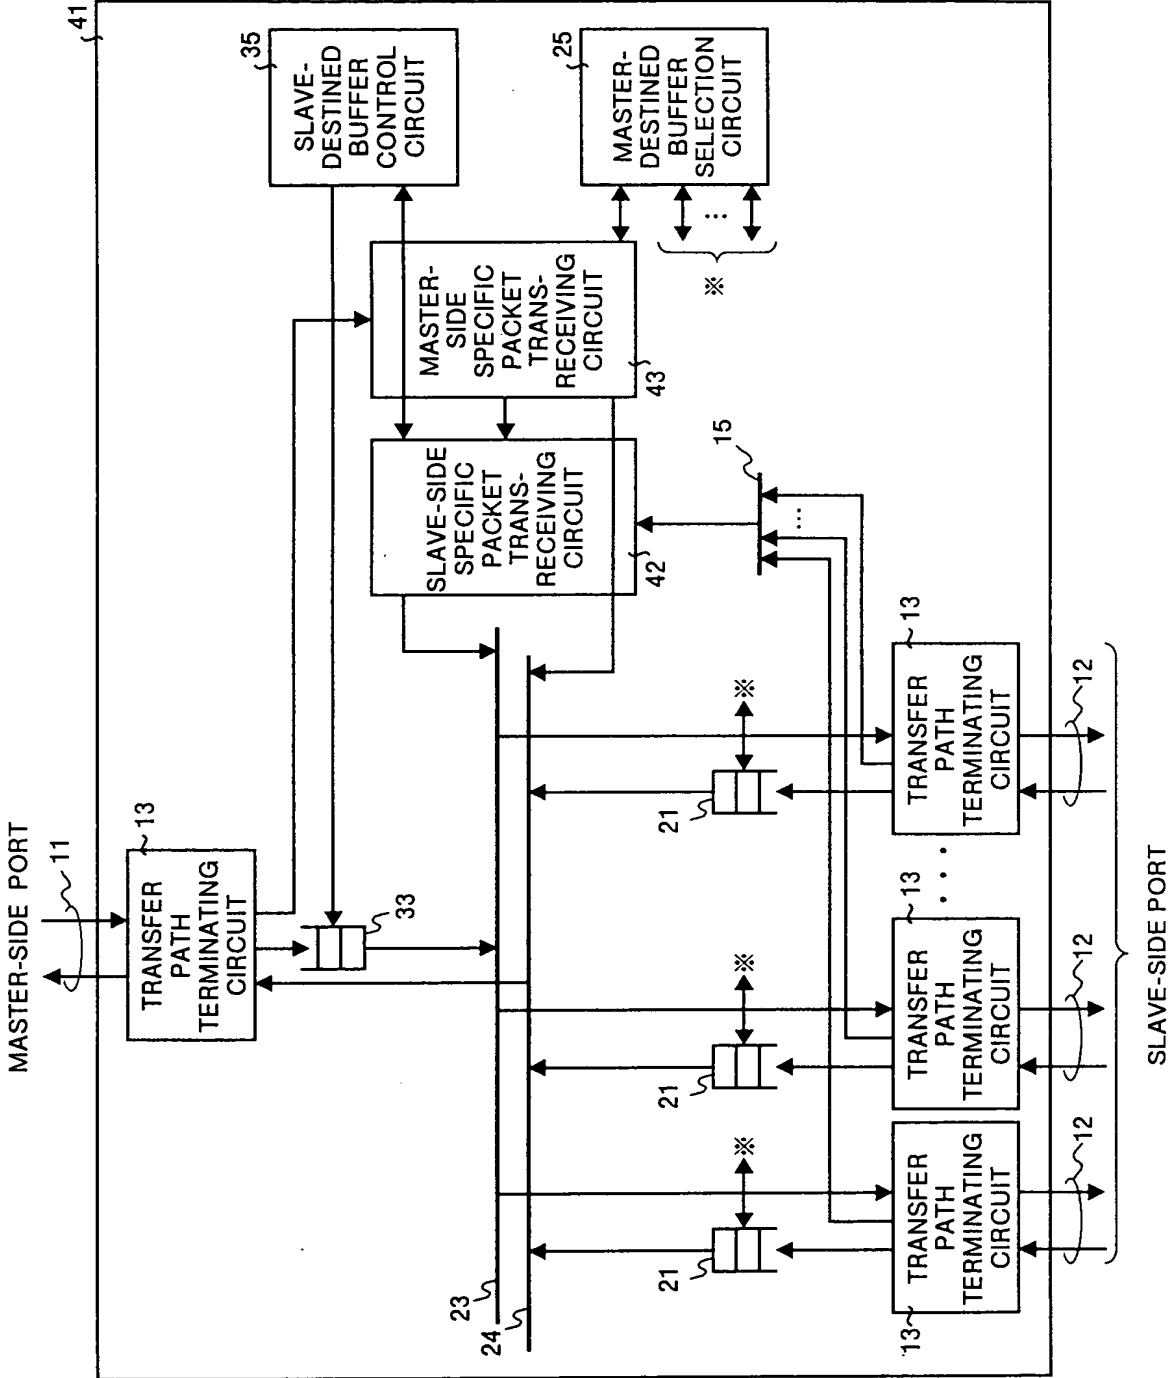 MASTER-SIDE PORT
11
41
13
TRANSFER
PATH
TERMINATING
CIRCUIT
33
35
SLAVE-
DESTINED
BUFFER
CONTROL
CIRCUIT
25
MASTER-
DESTINED
BUFFER
SELECTION
CIRCUIT
...
※
MASTER-
SIDE
SPECIFIC
PACKET
TRANS-
RECEIVING
CIRCUIT
43
SLAVE-SIDE
SPECIFIC
PACKET
TRANS-
RECEIVING
CIRCUIT
42
15
...
23
24
21
※
21
※
21
※
13
TRANSFER
PATH
TERMINATING
CIRCUIT
12
13
TRANSFER
PATH
TERMINATING
CIRCUIT
12
...
13
TRANSFER
PATH
TERMINATING
CIRCUIT
12
SLAVE-SIDE PORT